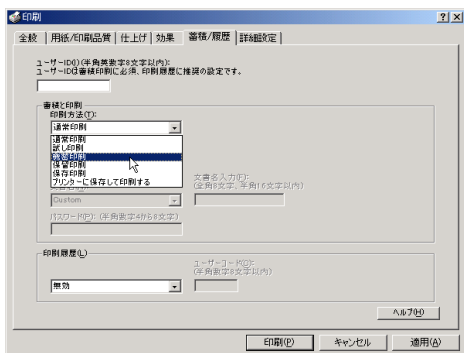 印刷
全般
用紙/印刷品質
仕上げ
効果
蓄積/履歴
詳細設定
ユーザーID(I)(半角英数字8文字以内):
ユーザーIDは蓄積印刷に必須、印刷履歴に推奨の設定です。
蓄積と印刷
印刷方法(T):
通常印刷
通常印刷
試し印刷
機密印刷
保留印刷
保存印刷
プリンターに保存して印刷する
文書名入力(F):
(全角8文字、半角16文字以内)
Custom
パスワード(P): (半角数字4から8文字)
印刷履歴(L)
ユーザーコード(C):
(半角数字8文字以内)
無効
ヘルプ(H)
印刷(P)
キャンセル
適用(A)